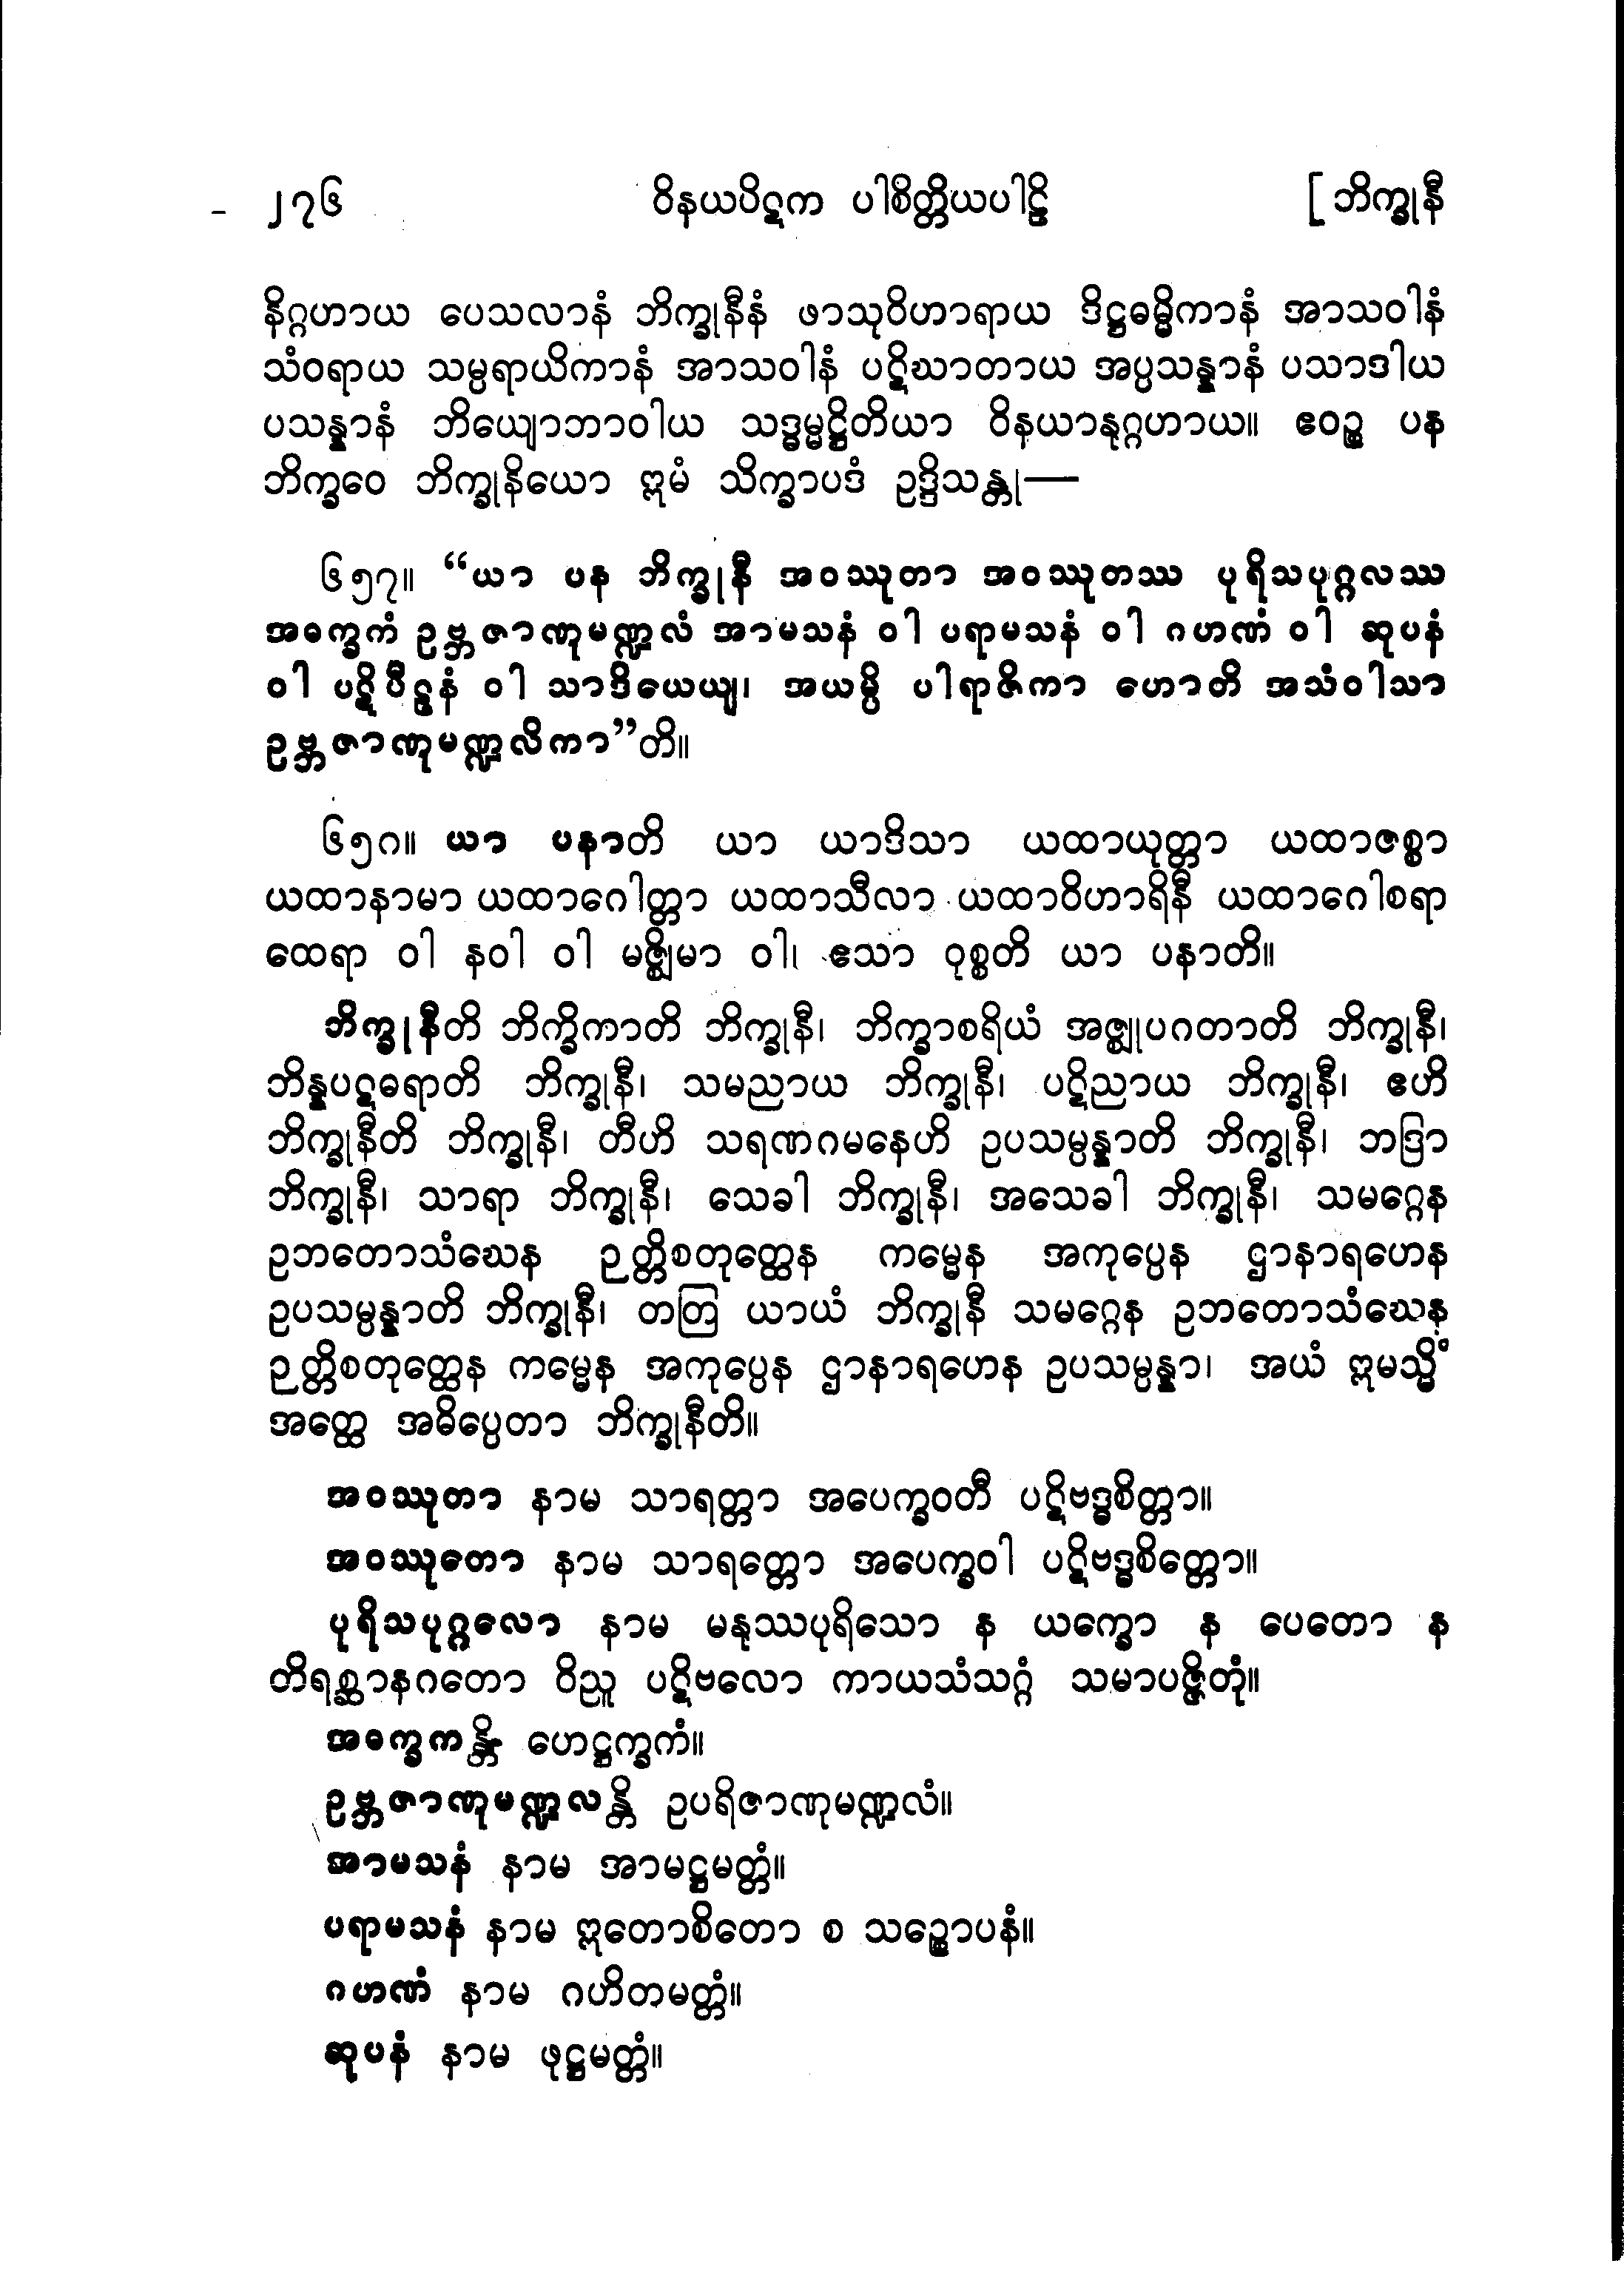 ၂၇၆ ဝိနယပိဋက ပါစိတ္တိယပါဠိ [ ဘိက္ခုနီ
နိဂ္ဂဟာယ ပေသလာနံ ဘိက္ခုနီနံ ဖာသုဝိဟာရာယ ဒိဋ္ဌဓမ္မိကာနံ အာသဝါနံ
သံဝရာယ သမ္ပရာယိကာနံ အာသဝါနံ ပဋိဃာတာယ အပ္ပသန္နာနံ ပသာဒါယ
ပသန္နာနံ ဘိယျောဘာဝါယ သဒ္ဓမ္မဋ္ဌိတိယာ ဝိနယာနုဂ္ဂဟာယ။ ဧဝဉ္စ ပန
ဘိက္ခဝေ ဘိက္ခုနိယော ဣမံ သိက္ခာပဒံ ဥဒ္ဒိသန္တု—
၆၅၇။ “ယာ ပန ဘိက္ခုနီ အဝဿုတာ အဝဿုတဿ ပုရိသပုဂ္ဂလဿ
အဓက္ခကံ ဥဗ္ဘဇာဏုမဏ္ဍလံ အာမသနံ ဝါ ပရာမသနံ ဝါ ဂဟဏံ ဝါ ဆုပနံ
ဝါ ပဋိပီဠနံ ဝါ သာဒိယေယျ၊ အယမ္ပိ ပါရာဇိကာ ဟောတိ အသံဝါသာ
ဥဗ္ဘဇာဏုမဏ္ဍလိကာ”တိ။
၆၅၈။ ယာ ပနာတိ ယာ ယာဒိသာ ယထာယုတ္တာ ယထာဇစ္စာ
ယထာနာမာ ယထာဂေါတ္တာ ယထာသီလာ ယထာဝိဟာရိနီ ယထာဂေါစရာ
ထေရာ ဝါ နဝါ ဝါ မဇ္ဈိမာ ဝါ၊ ဧသာ ဝုစ္စတိ ယာ ပနာတိ။
ဘိက္ခုနီတိ ဘိက္ခိကာတိ ဘိက္ခုနီ၊ ဘိက္ခာစရိယံ အဇ္ဈုပဂတာတိ ဘိက္ခုနီ၊
ဘိန္နပဋဓရာတိ ဘိက္ခုနီ၊ သမညာယ ဘိက္ခုနီ၊ ပဋိညာယ ဘိက္ခုနီ၊ ဧဟိ
ဘိက္ခုနီတိ ဘိက္ခုနီ၊ တီဟိ သရဏဂမနေဟိ ဥပသမ္ပန္နာတိ ဘိက္ခုနီ၊ ဘဒြာ
ဘိက္ခုနီ၊ သာရာ ဘိက္ခုနီ၊ သေခါ ဘိက္ခုနီ၊ အသေခါ ဘိက္ခုနီ၊ သမဂ္ဂေန
ဥဘတောသံဃေန ဉတ္တိစတုတ္ထေန ကမ္မေန အကုပ္ပေန ဌာနာရဟေန
ဥပသမ္ပန္နာတိ ဘိက္ခုနီ၊ တတြ ယာယံ ဘိက္ခုနီ သမဂ္ဂေန ဥဘတောသံဃေန
ဉတ္တိစတုတ္ထေန ကမ္မေန အကုပ္ပေန ဌာနာရဟေန ဥပသမ္ပန္နာ၊ အယံ ဣမသ္မိံ
အတ္ထေ အဓိပ္ပေတာ ဘိက္ခုနီတိ။
အဝဿုတာ နာမ သာရတ္တာ အပေက္ခဝတီ ပဋိဗဒ္ဓစိတ္တာ။
အဝဿုတော နာမ သာရတ္တော အပေက္ခဝါ ပဋိဗဒ္ဓစိတ္တော။
ပုရိသပုဂ္ဂလော နာမ မနုဿပုရိသော န ယက္ခော န ပေတော န
တိရစ္ဆာနဂတော ဝိညူ ပဋိဗလော ကာယသံသဂ္ဂံ သမာပဇ္ဇိတုံ။
အဓက္ခကန္တိ ဟေဋ္ဌက္ခကံ။
ဥဗ္ဘဇာဏုမဏ္ဍလန္တိ ဥပရိဇာဏုမဏ္ဍလံ။
အာမသနံ နာမ အာမဋ္ဌမတ္တံ။
ပရာမသနံ နာမ ဣတောစိတော စ သဉ္စောပနံ။
ဂဟဏံ နာမ ဂဟိတမတ္တံ။
ဆုပနံ နာမ ဖုဋ္ဌမတ္တံ။